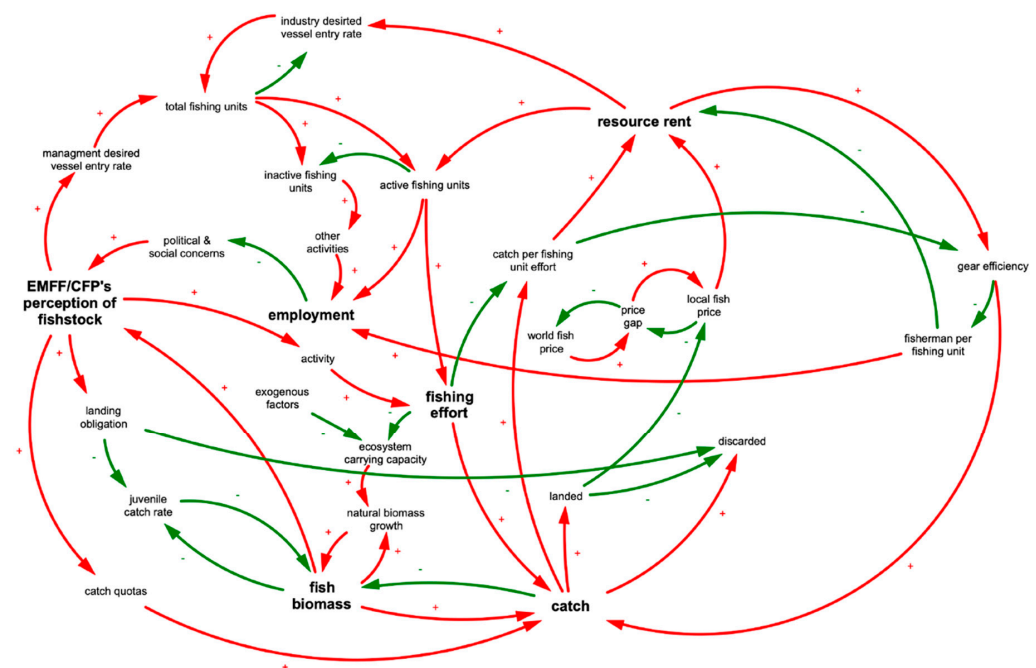 industry desirted
vessel entry rate
total fishing units
resource rent
managment desired
vessel entry rate
inactive fishing
units
active fishing units
political &
social concerns
other
activities
catch per fishing
unit effort
gear efficiency
EMFF/CFP's
perception of
fishstock
employment
price
gap
local fish
price
world fish
price
fisherman per
fishing unit
activity
exogenous
factors
fishing
effort
landing
obligation
ecosystem
carrying capacity
discarded
juvenile
catch rate
natural biomass
growth
landed
catch quotas
fish
biomass
catch